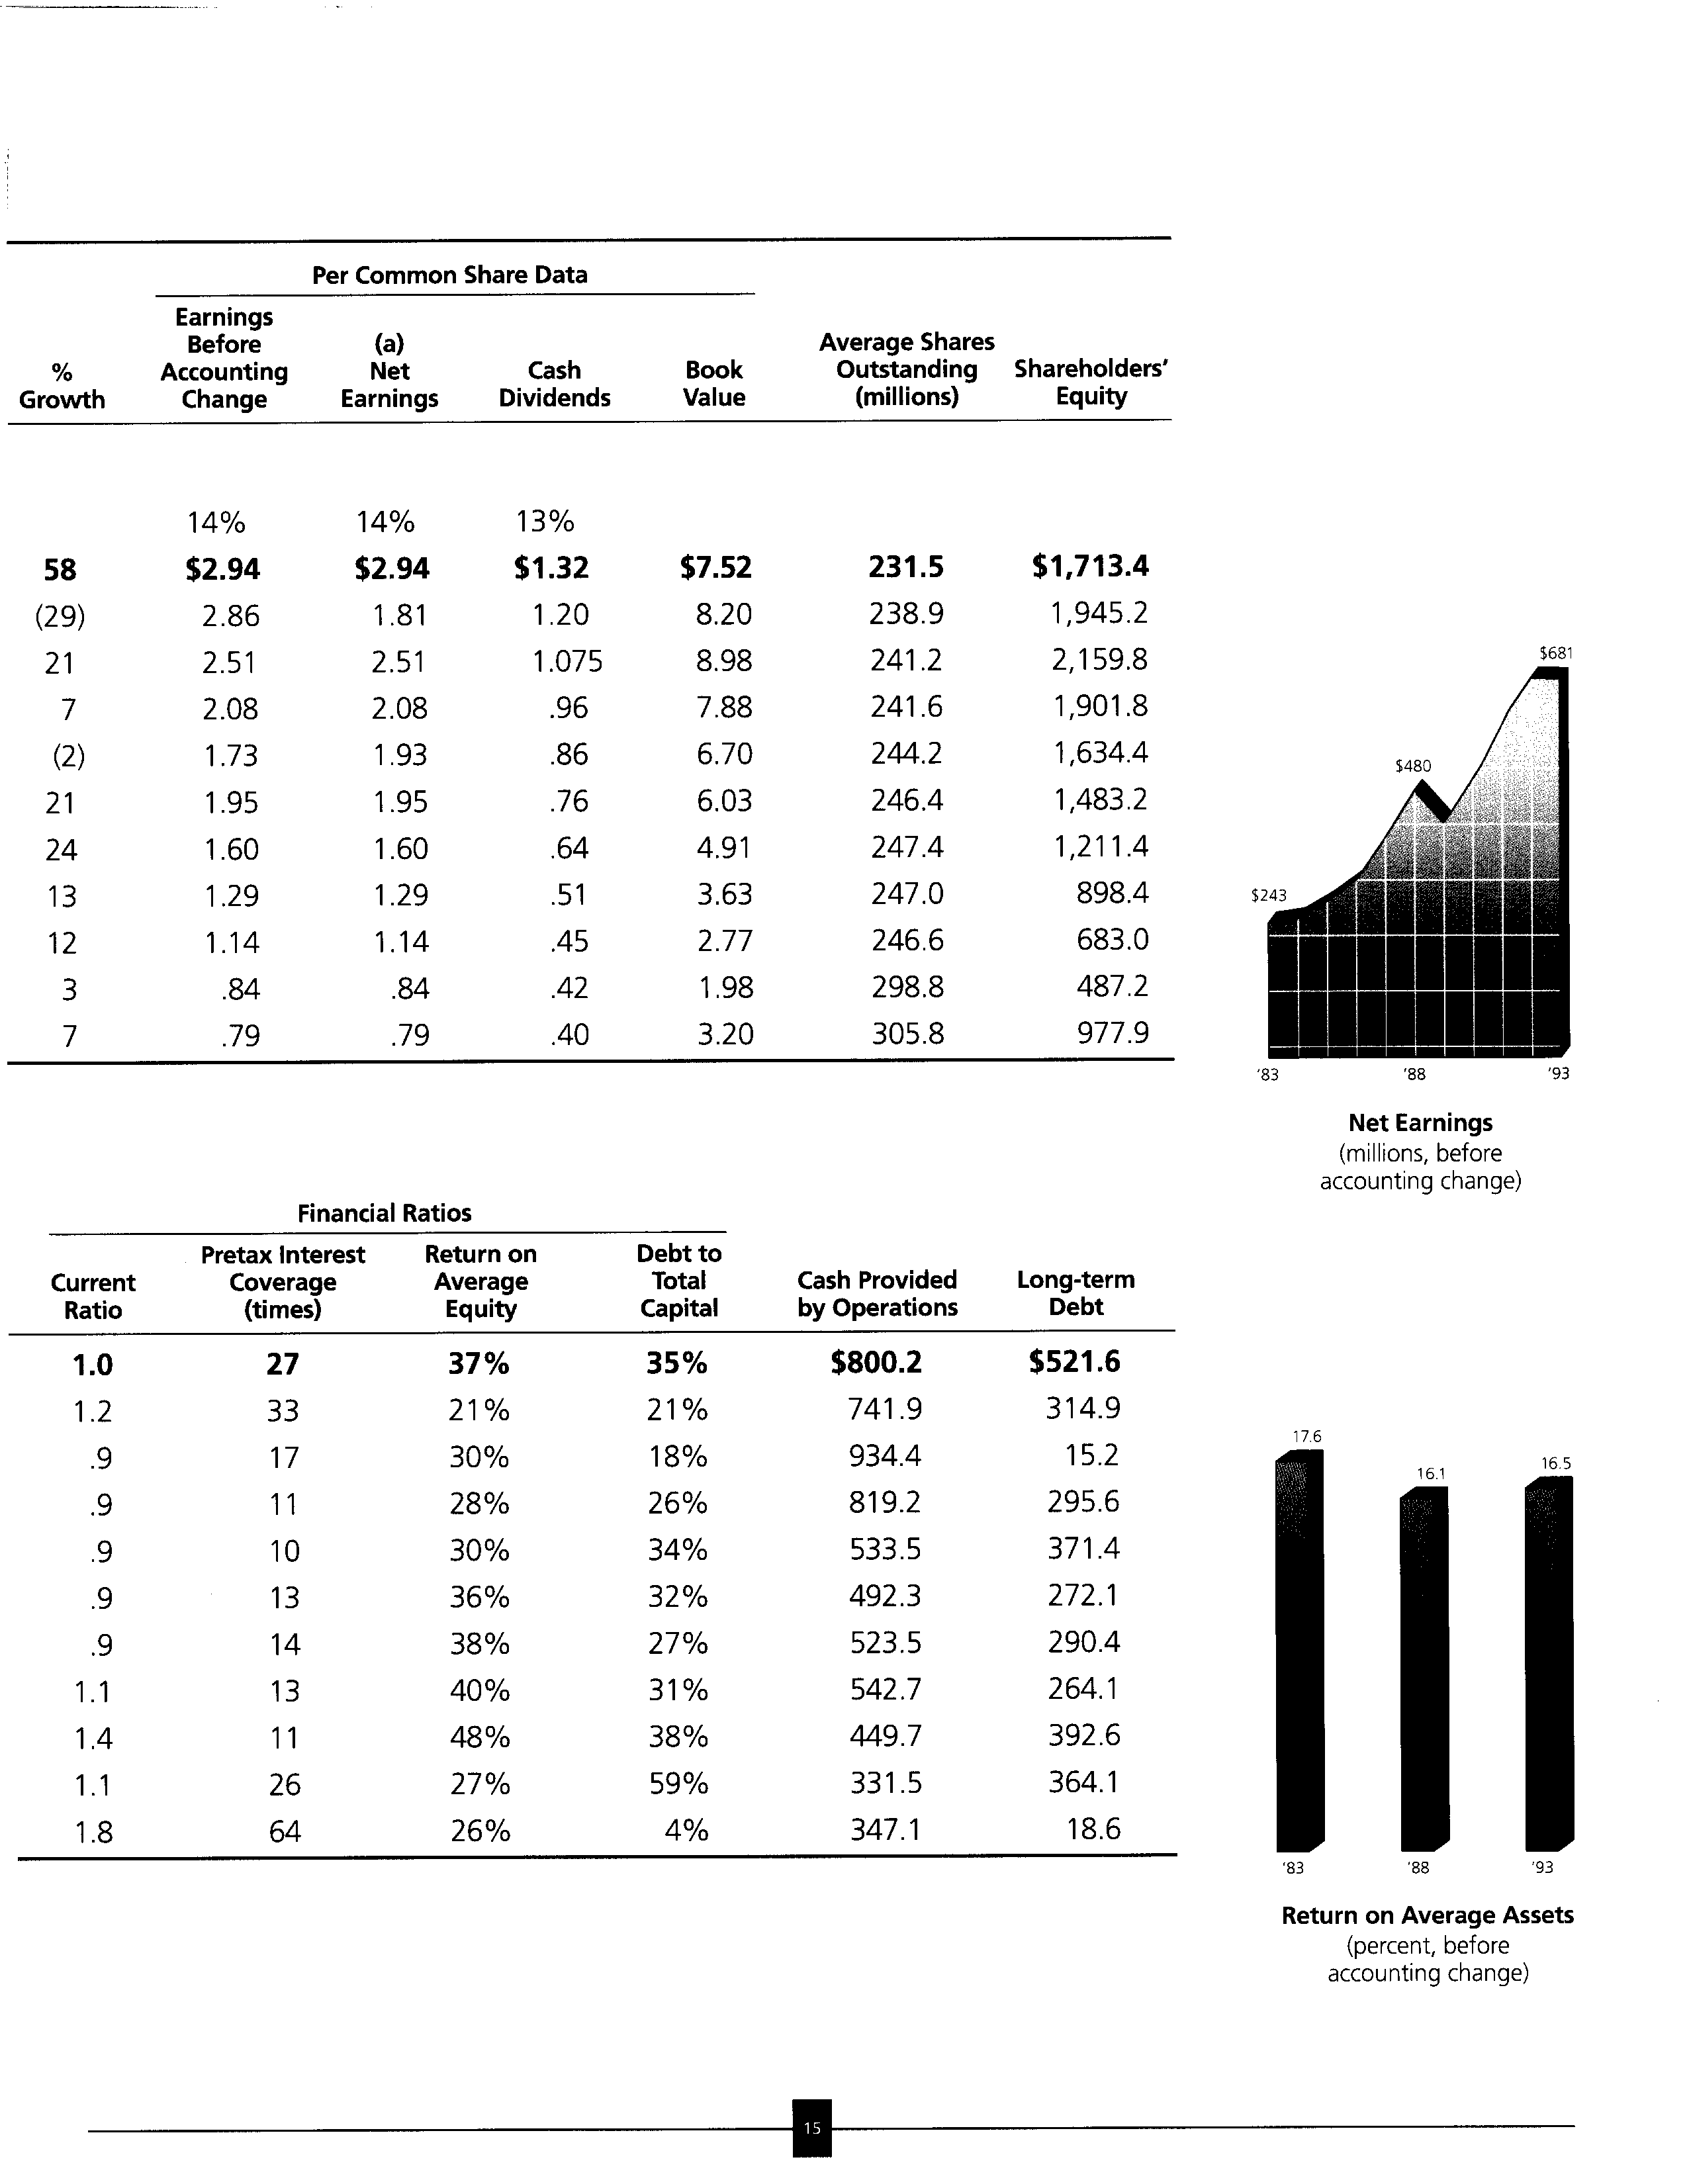 Per Common Share Data
Earnings
Before (a) Average Shares
% Accounting Net Cash Book Outstanding Shareholders'
Growth Change Earnings Dividends Value (millions) Equity
14% 14% 13%
58 $2.94 $2.94 $1.32 $7.52 231.5 $1,713.4
(29) 2.86 1.81 1.20 8.20 238.9 1,945.2
21 2.51 2.51 1.075 8.98 241.2 2,159.8
7 2.08 2.08 .96 7.88 241.6 1,901.8
(2) 1.73 1.93 .86 6.70 244.2 1,634.4
21 1.95 1.95 .76 6.03 246.4 1,483.2
24 1.60 1.60 .64 4.91 247.4 1,211.4
13 1.29 1.29 .51 3.63 247.0 898.4
12 1.14 1.14 .45 2.77 246.6 683.0
3 .84 .84 .42 1.98 298.8 487.2
7 .79 .79 .40 3.20 305.8 977.9
$681
$480
$243
'83 '88 '93
Net Earnings
(millions, before
accounting change)
Financial Ratios
Pretax Interest Return on Debt to
Current Coverage Average Total Cash Provided Long-term
Ratio (times) Equity Capital by Operations Debt
1.0 27 37% 35% $800.2 $521.6
1.2 33 21% 21% 741.9 314.9
.9 17 30% 18% 934.4 15.2
.9 11 28% 26% 819.2 295.6
.9 10 30% 34% 533.5 371.4
.9 13 36% 32% 492.3 272.1
.9 14 38% 27% 523.5 290.4
1.1 13 40% 31% 542.7 264.1
1.4 11 48% 38% 449.7 392.6
1.1 26 27% 59% 331.5 364.1
1.8 64 26% 4% 347.1 18.6
17.6 16.1 16.5
'83 '88 '93
Return on Average Assets
(percent, before
accounting change)
15